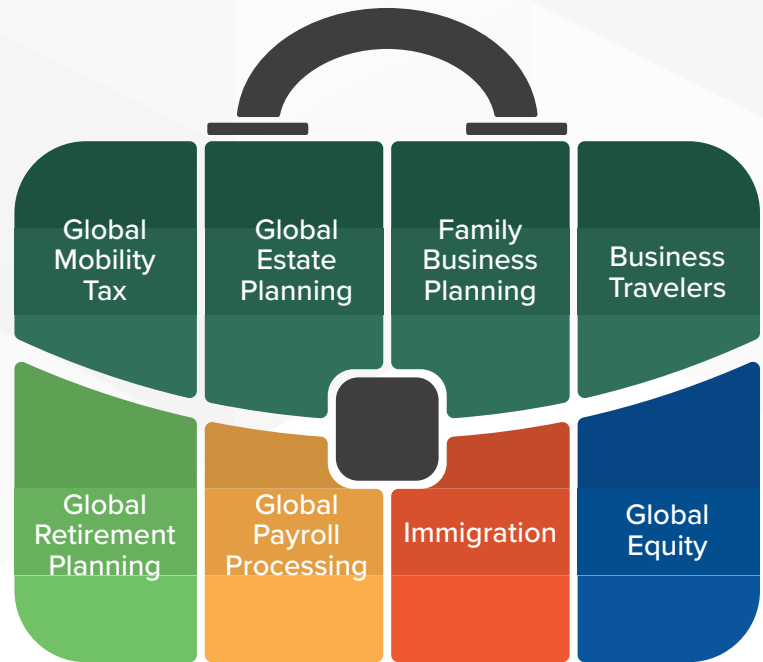 Global
Mobility
Tax
Global
Estate
Planning
Family
Business
Planning
Business
Travelers
Global
Retirement
Planning
Global
Payroll
Processing
Immigration
Global
Equity